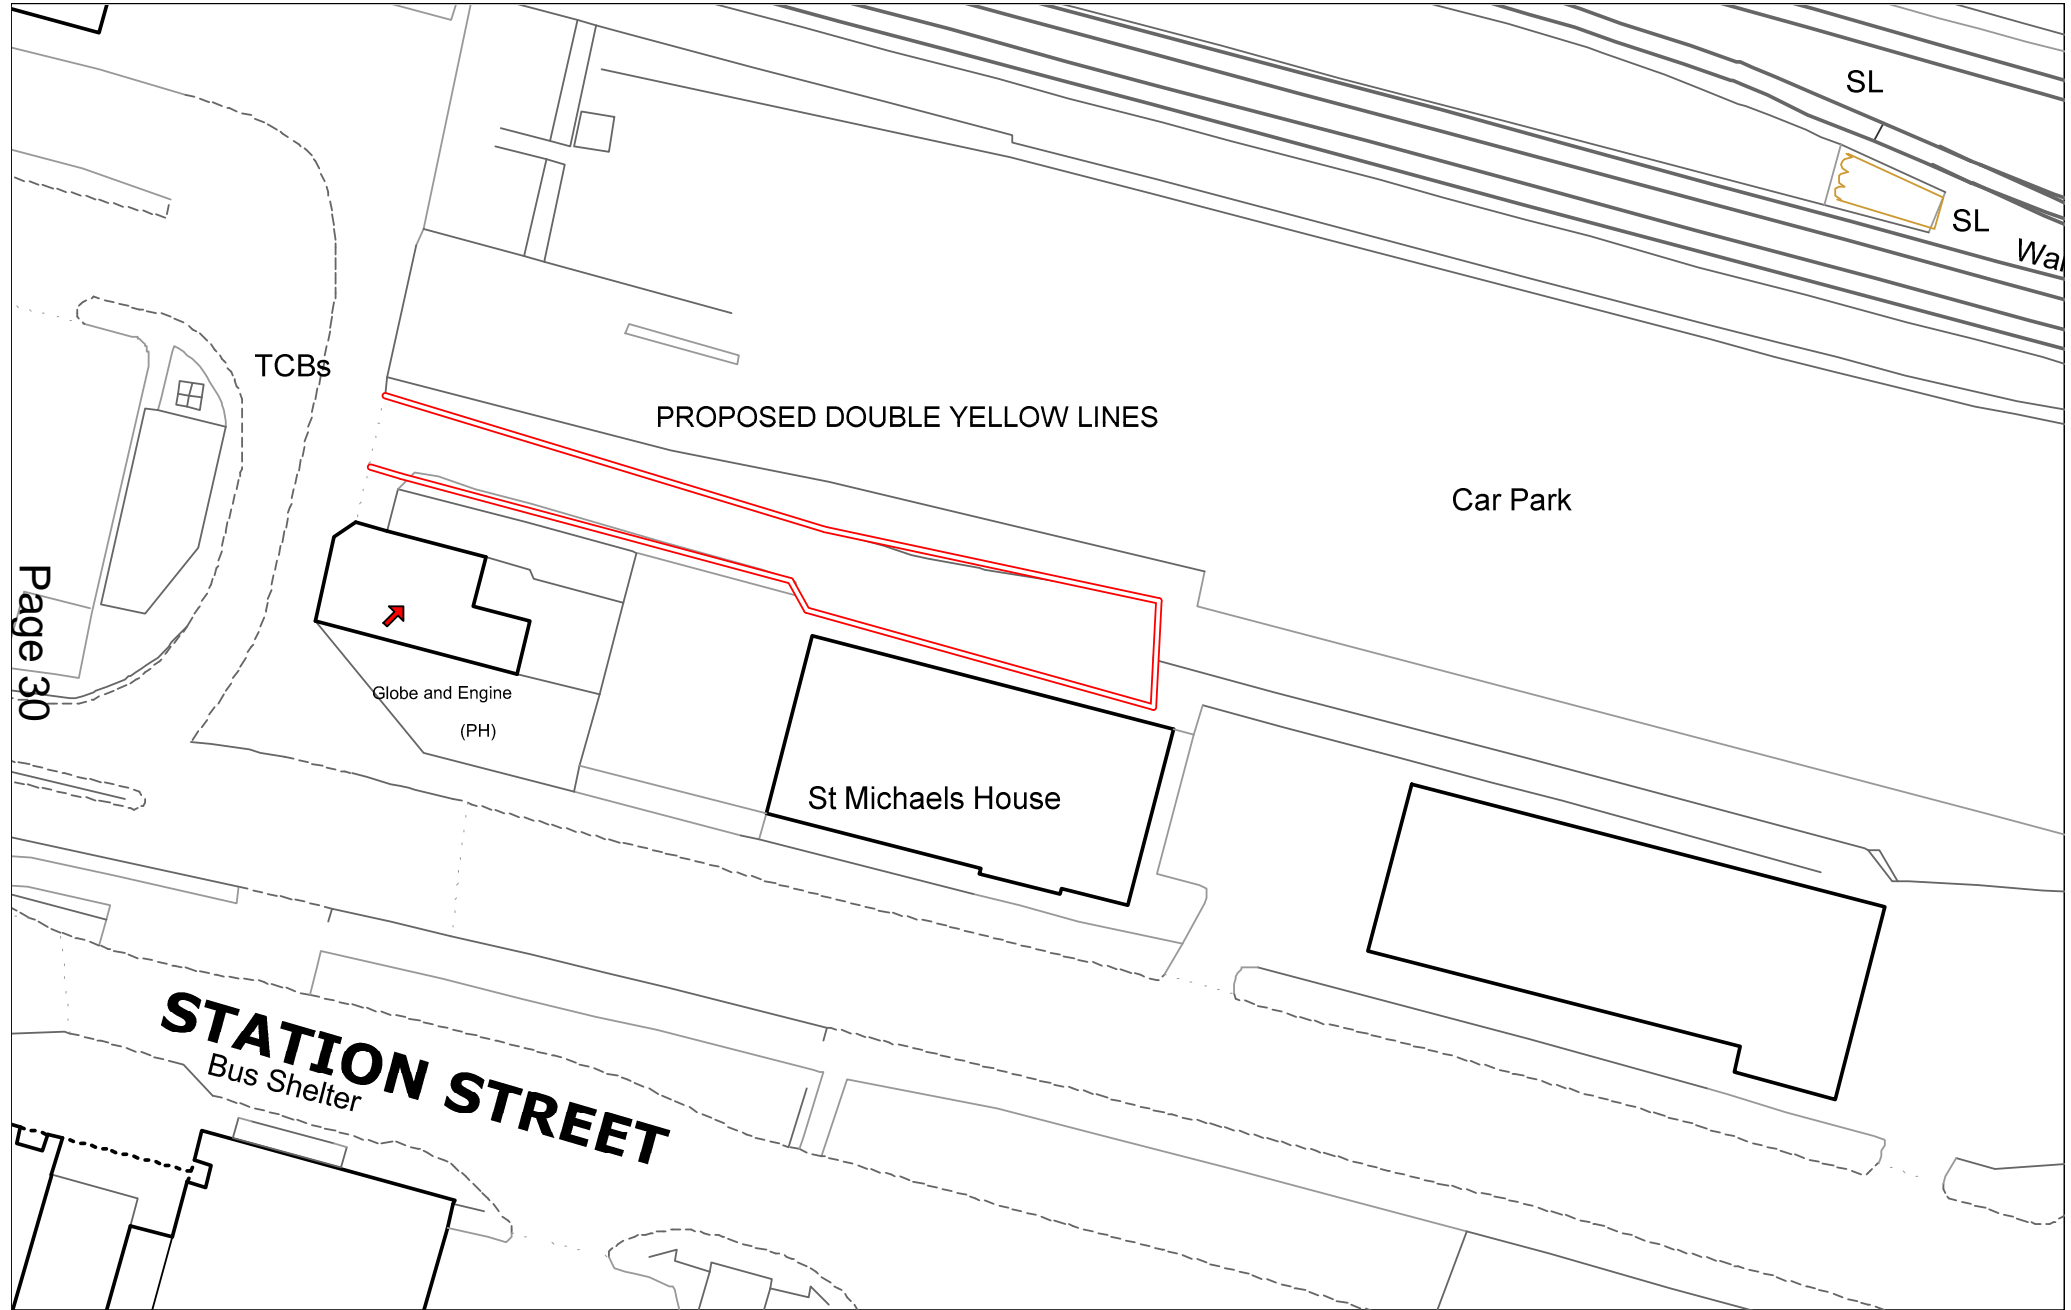 SL
SL
TCBs
PROPOSED DOUBLE YELLOW LINES
Car Park
Page 30
Globe and Engine
(PH)
St Michaels House
STATION STREET
Bus Shelter